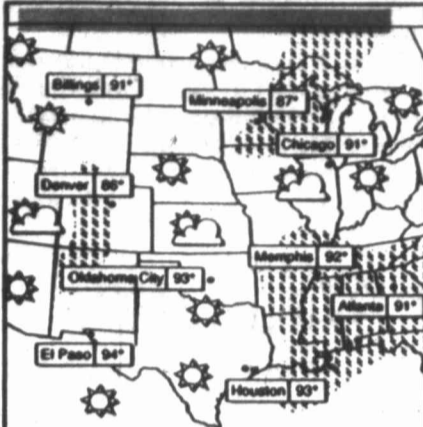 Billings 91°
Minneapolis 87°
Chicago 91°
Denver 86°
Memphis 92°
Oklahoma City 93°
Atlanta 91°
El Paso 94°
Houston 93°